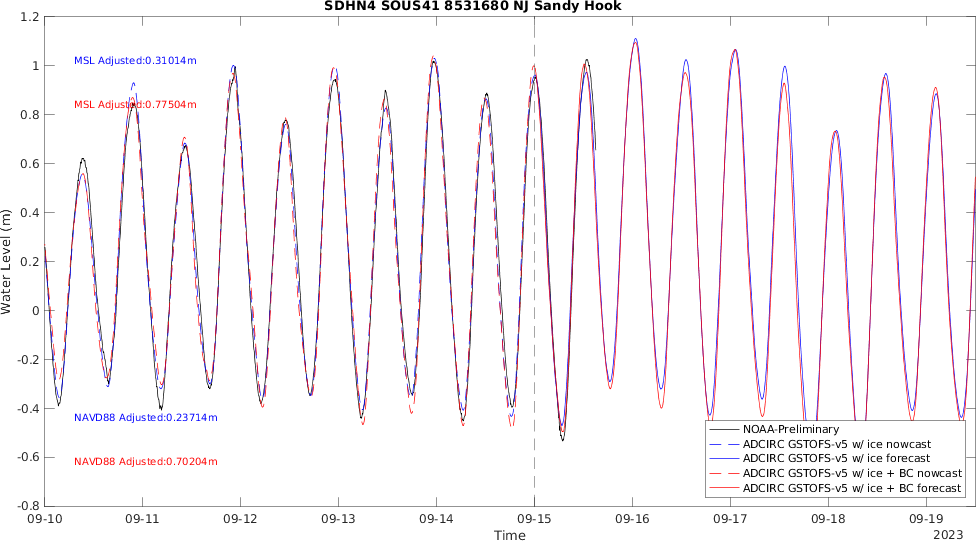 SDHN4 SOUS41 8531680 NJ Sandy Hook
1.2
1
0.8
0.6
0.4
0.2
0
-0.2
-0.4
-0.6
-0.8
Water Level (m)
MSL Adjusted:0.31014m
MSL Adjusted:0.77504m
NAVD88 Adjusted:0.23714m
NAVD88 Adjusted:0.70204m
NOAA-Preliminary
ADCIRC GSTOFS-v5 w/ ice nowcast
ADCIRC GSTOFS-v5 w/ ice forecast
ADCIRC GSTOFS-v5 w/ ice + BC nowcast
ADCIRC GSTOFS-v5 w/ ice + BC forecast
09-10 09-11 09-12 09-13 09-14 09-15 09-16 09-17 09-18 09-19
Time
2023